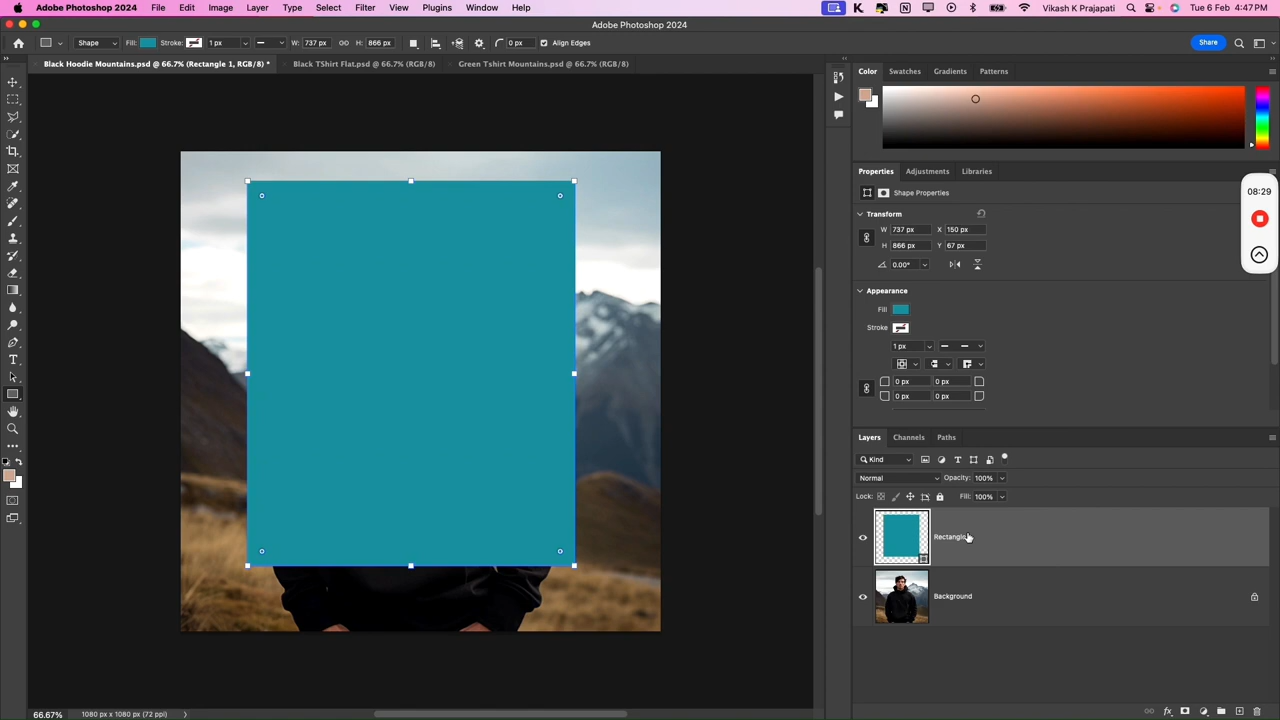 Adobe Photoshop 2024 File Edit Image Layer Type Select Filter View Plugins Window Help Vikash K Prajapati Tue 6 Feb 4:47PM
Adobe Photoshop 2024
Shape Fill: Stroke: 1 px W: 737 px H: 866 px 0 px Align Edges Share
Black Hoodie Mountains.psd @ 66.7% (Rectangle 1, RGB/8) * Black TShirt Flat.psd @ 66.7% (RGB/8) Green Tshirt Mountains.psd @ 66.7% (RGB/8)
Color Swatches Gradients Patterns
Properties Adjustments Libraries
Shape Properties
08:29
Transform
W 737 px X 150 px
H 866 px Y 67 px
0.00°
Appearance
Fill
Stroke
1 px
0 px 0 px
0 px 0 px
Layers Channels Paths
Kind
Normal Opacity: 100%
Lock: Fill: 100%
Background
66.67% 1080 px x 1080 px (72 ppi)